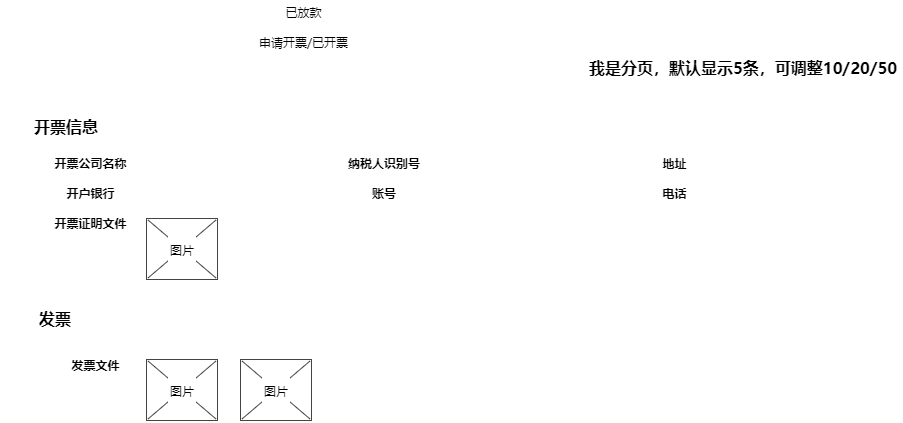 已放款
申请开票/已开票
我是分页，默认显示5条，可调整10/20/50
开票信息
开票公司名称 纳税人识别号 地址
开户银行 账号 电话
开票证明文件 图片
发票
发票文件 图片 图片